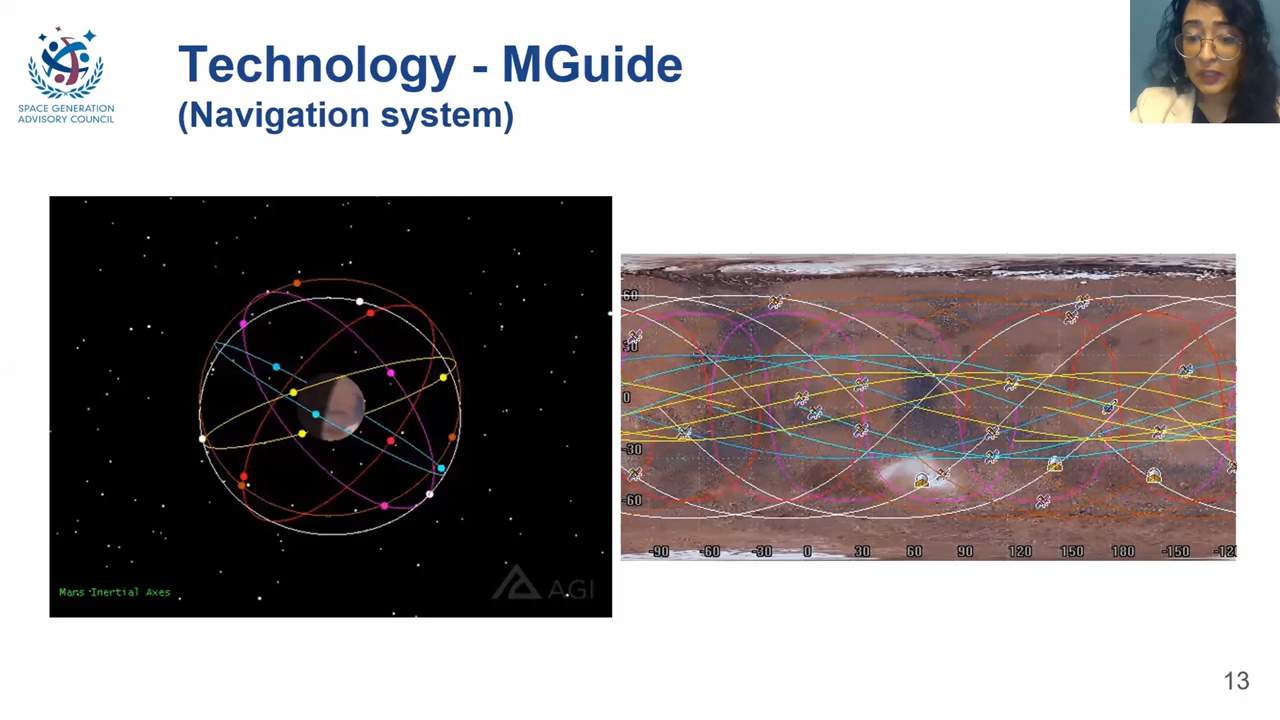 Technology - MGuide
(Navigation system)
SPACE GENERATION
ADVISORY COUNCIL
Mars Inertial Axes
AGI
60
30
0
-30
-60
-90 -60 -30 0 30 60 90 120 150 180 -150 -12
13